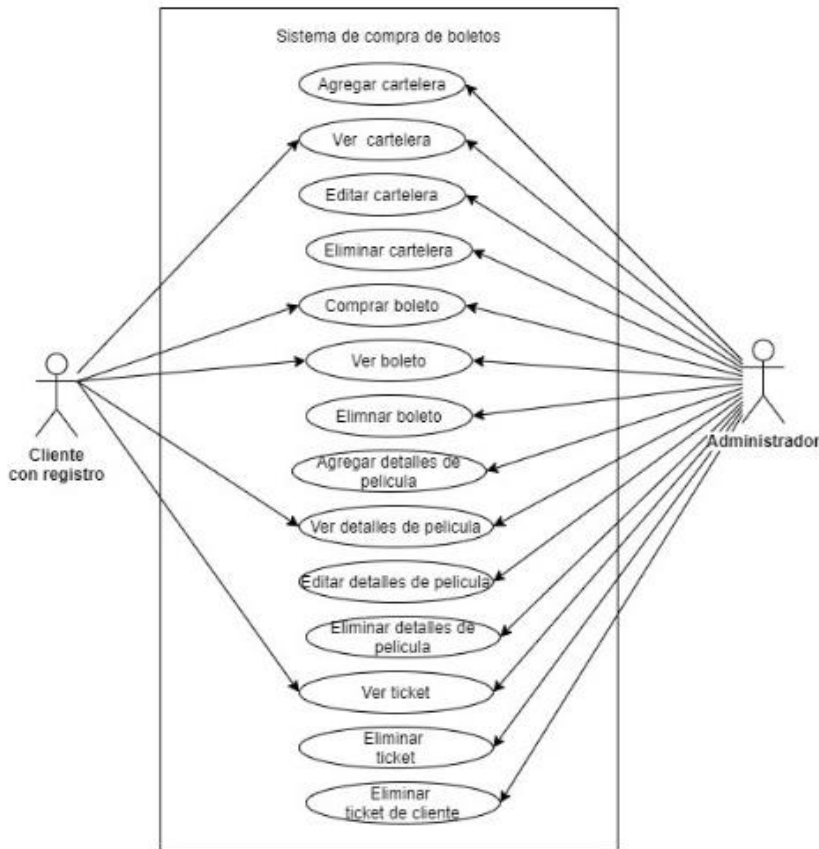 Sistema de compra de boletos
Agregar cartelera
Ver cartelera
Editar cartelera
Eliminar cartelera
Comprar boleto
Ver boleto
Elimnar boleto
Agregar detalles de
pelicula
Ver detalles de pelicula
Editar detalles de pelicula
Eliminar detalles de
pelicula
Ver ticket
Eliminar
ticket
Eliminar
ticket de cliente
Cliente
con registro
Administrador